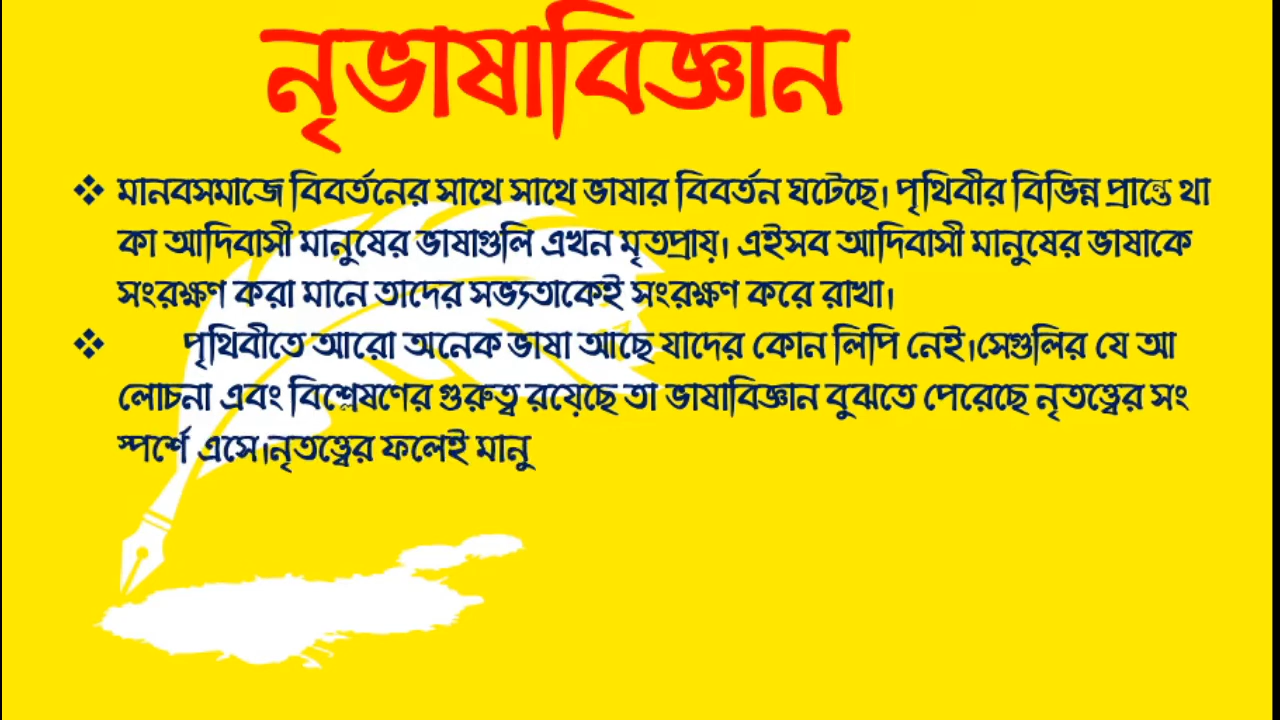 নৃভাষাবিজ্ঞান
❖ মানবসমাজে বিবর্তনের সাথে সাথে ভাষার বিবর্তন ঘটেছে। পৃথিবীর বিভিন্ন প্রান্তে থা
কা আদিবাসী মানুষের ভাষাগুলি এখন মৃতপ্রায়। এইসব আদিবাসী মানুষের ভাষাকে
সংরক্ষণ করা মানে তাদের সভ্যতাকেই সংরক্ষণ করে রাখা।
❖ পৃথিবীতে আরো অনেক ভাষা আছে যাদের কোন লিপি নেই।সেগুলির যে আ
লোচনা এবং বিশ্লেষণের গুরুত্ব রয়েছে তা ভাষাবিজ্ঞান বুঝতে পেরেছে নৃতত্ত্বের সং
স্পর্শে এসে।নৃতত্ত্বের ফলেই মানু